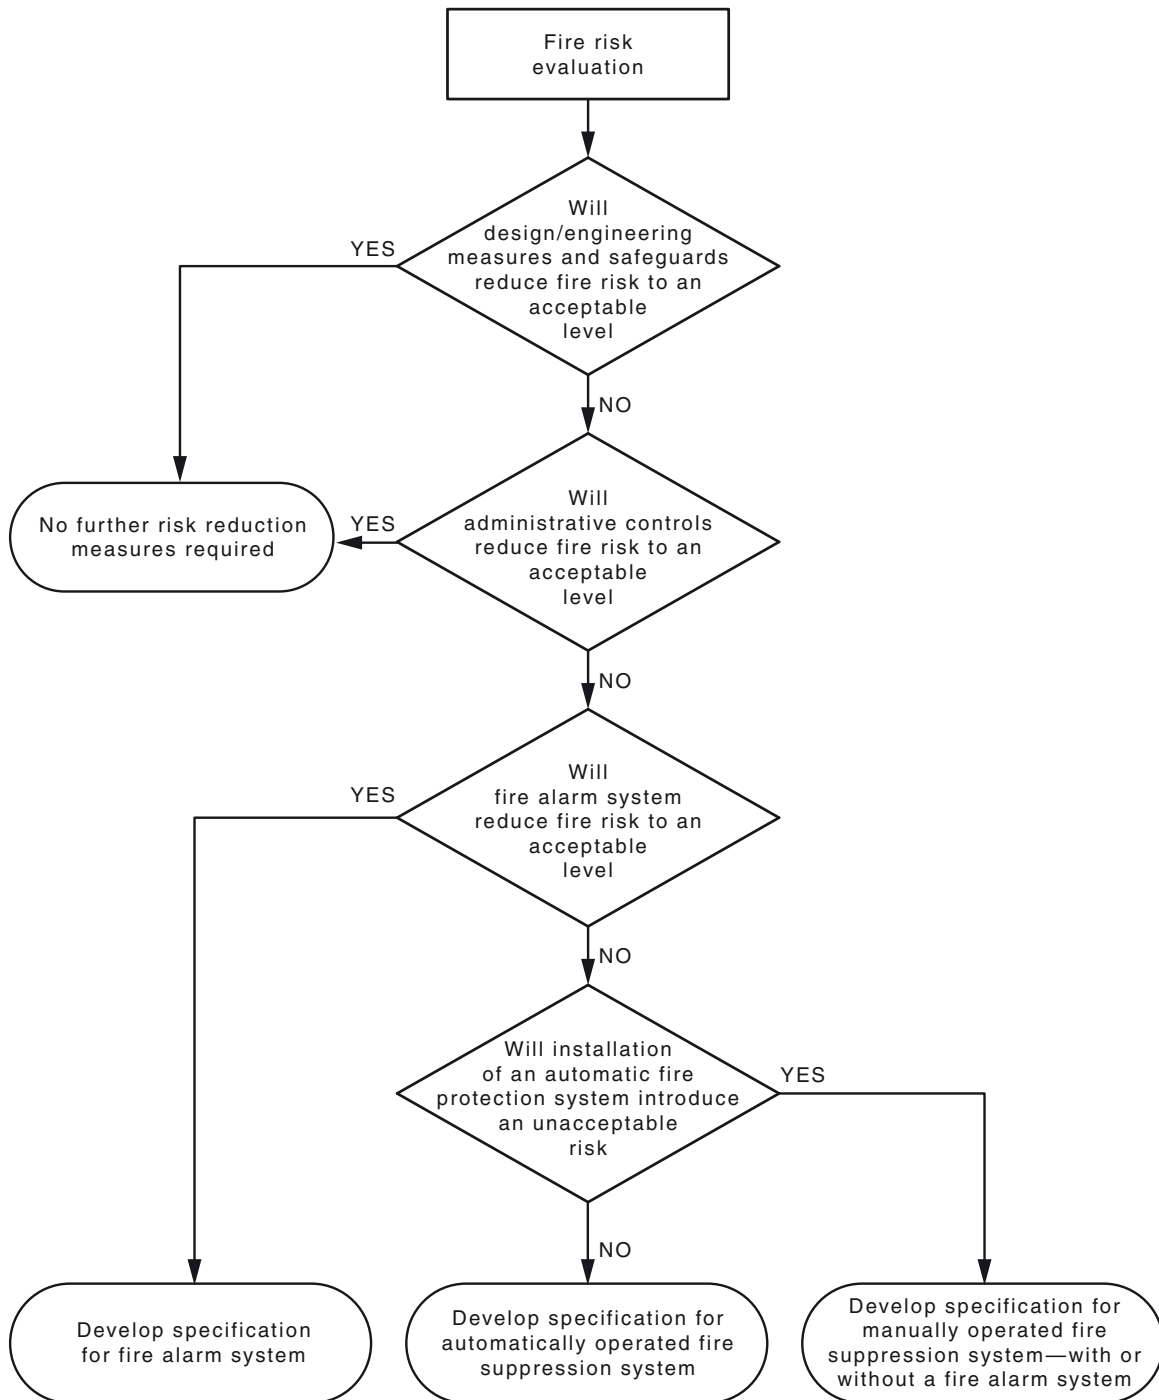 Fire risk
evaluation
Will
design/engineering
measures and safeguards
reduce fire risk to an
acceptable
level
YES
NO
No further risk reduction
measures required
YES
Will
administrative controls
reduce fire risk to an
acceptable
level
NO
YES
Will
fire alarm system
reduce fire risk to an
acceptable
level
NO
Will installation
of an automatic fire
protection system introduce
an unacceptable
risk
YES
NO
Develop specification
for fire alarm system
Develop specification for
automatically operated fire
suppression system
Develop specification for
manually operated fire
suppression system—with or
without a fire alarm system